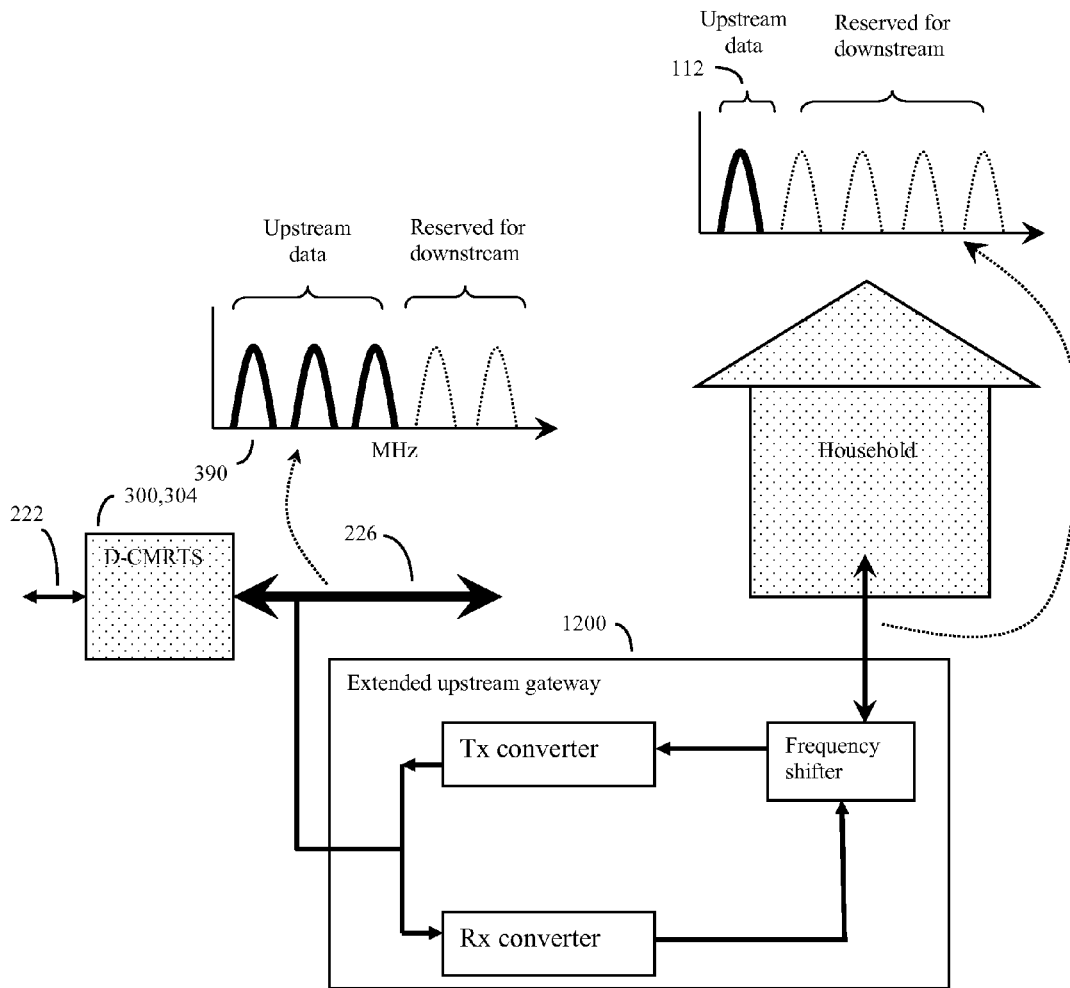 Upstream
data
Reserved for
downstream
112
Upstream
data
Reserved for
downstream
MHz
390
300,304
222
D-CMRTS
226
Household
1200
Extended upstream gateway
Tx converter
Frequency
shifter
Rx converter